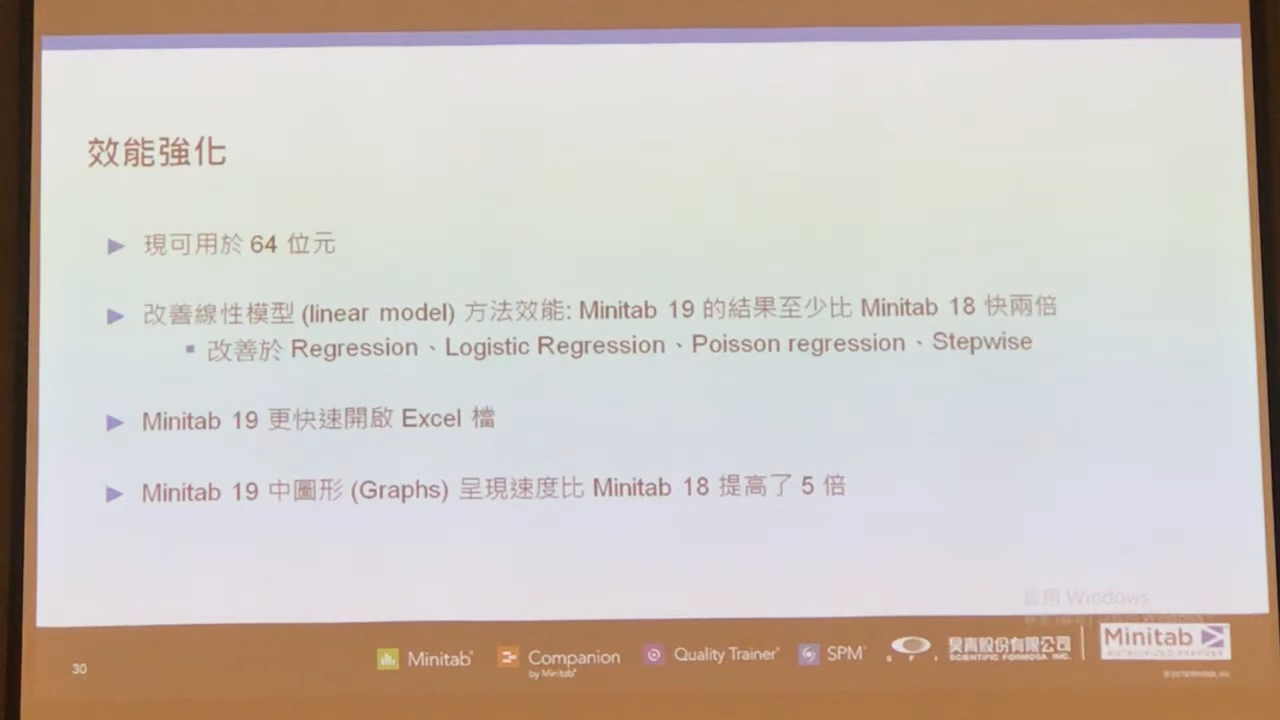 效能強化
現可用於 64 位元
改善線性模型 (linear model) 方法效能: Minitab 19 的結果至少比 Minitab 18 快兩倍
改善於 Regression、Logistic Regression、Poisson regression、Stepwise
Minitab 19 更快速開啟 Excel 檔
Minitab 19 中圖形 (Graphs) 呈現速度比 Minitab 18 提高了 5 倍
啟用 Windows
30
Minitab®
Companion
by Minitab®
Quality Trainer®
SPM®
S F I
昊青股份有限公司
SCIENTIFIC FORMOSA INC.
Minitab
AUTHORIZED PARTNER